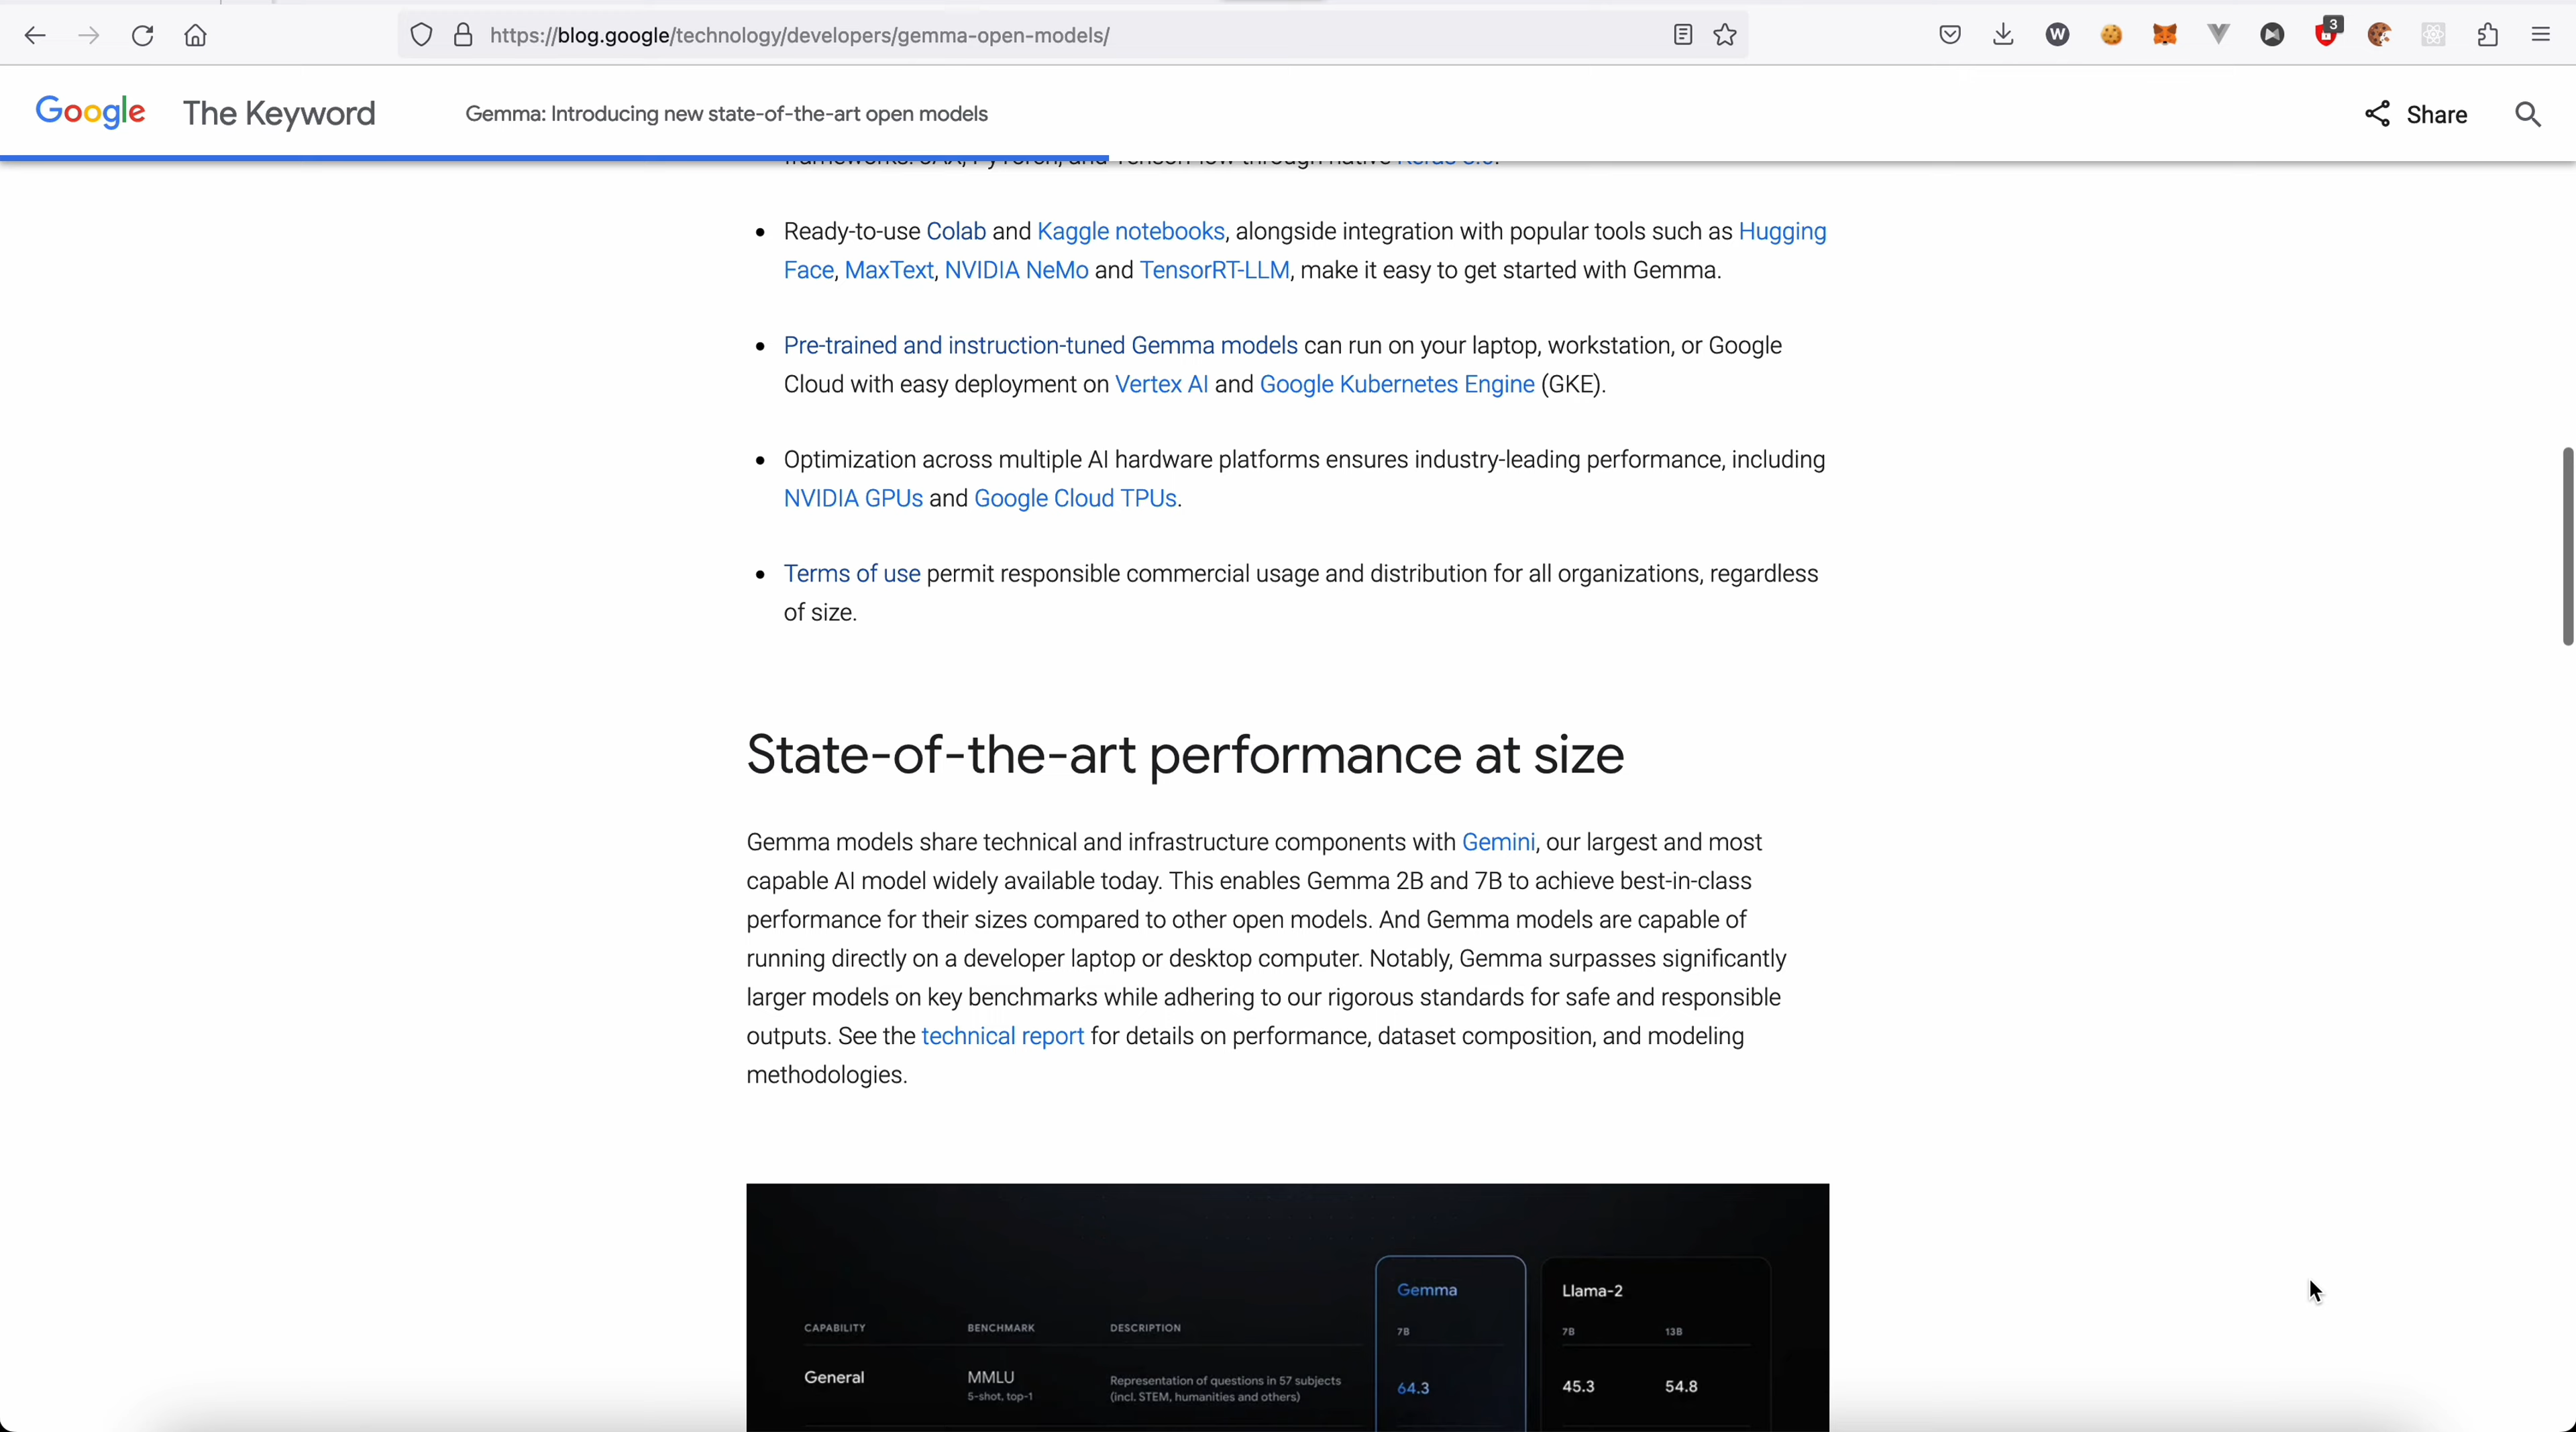 https://blog.google/technology/developers/gemma-open-models/
W
3
Google The Keyword
Gemma: Introducing new state-of-the-art open models
Share
frameworks: JAX, PyTorch, and TensorFlow through native Keras 3.0.
• Ready-to-use Colab and Kaggle notebooks, alongside integration with popular tools such as Hugging
Face, MaxText, NVIDIA NeMo and TensorRT-LLM, make it easy to get started with Gemma.
• Pre-trained and instruction-tuned Gemma models can run on your laptop, workstation, or Google
Cloud with easy deployment on Vertex AI and Google Kubernetes Engine (GKE).
• Optimization across multiple AI hardware platforms ensures industry-leading performance, including
NVIDIA GPUs and Google Cloud TPUs.
• Terms of use permit responsible commercial usage and distribution for all organizations, regardless
of size.
State-of-the-art performance at size
Gemma models share technical and infrastructure components with Gemini, our largest and most
capable AI model widely available today. This enables Gemma 2B and 7B to achieve best-in-class
performance for their sizes compared to other open models. And Gemma models are capable of
running directly on a developer laptop or desktop computer. Notably, Gemma surpasses significantly
larger models on key benchmarks while adhering to our rigorous standards for safe and responsible
outputs. See the technical report for details on performance, dataset composition, and modeling
methodologies.
Gemma Llama-2
CAPABILITY BENCHMARK DESCRIPTION 7B 7B 13B
General MMLU Representation of questions in 57 subjects 64.3 45.3 54.8
5-shot, top-1 (incl. STEM, humanities and others)